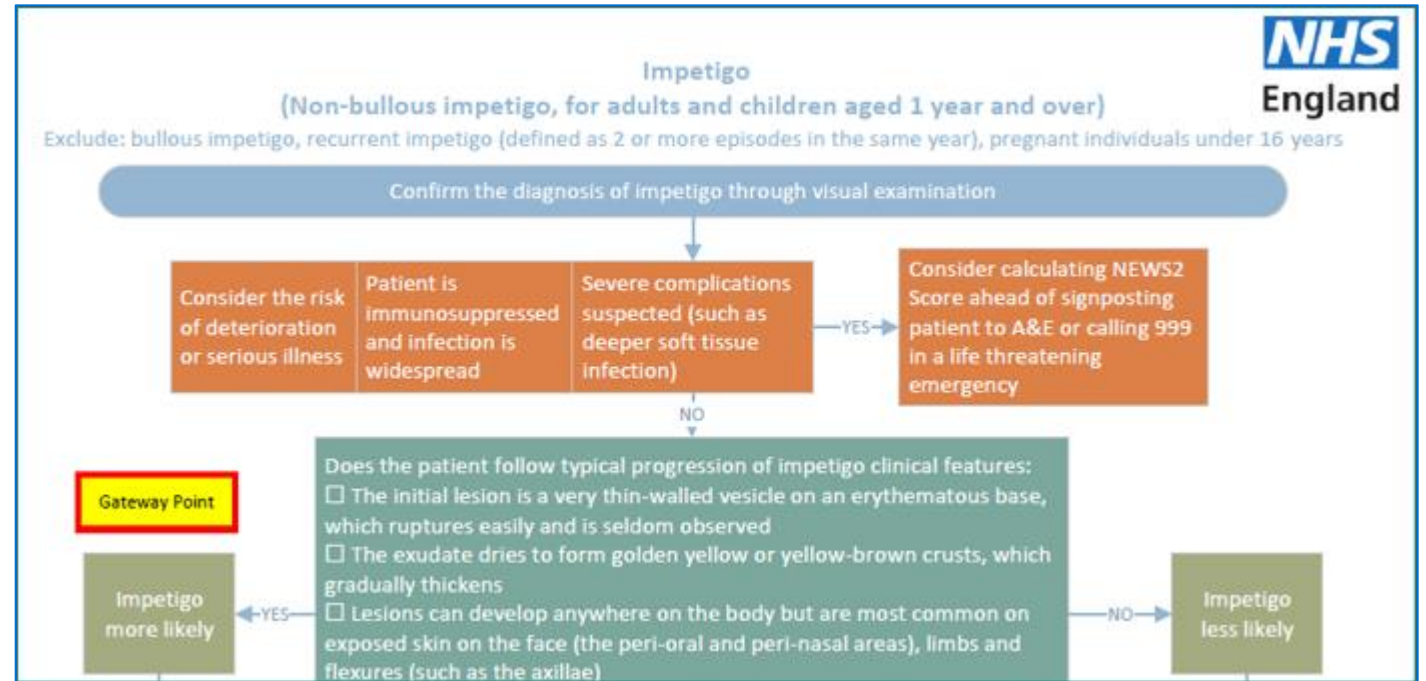 NHS
England
Impetigo
(Non-bullous impetigo, for adults and children aged 1 year and over)
Exclude: bullous impetigo, recurrent impetigo (defined as 2 or more episodes in the same year), pregnant individuals under 16 years
Confirm the diagnosis of impetigo through visual examination
Consider the risk
of deterioration
or serious illness
Patient is
immunosuppressed
and infection is
widespread
Severe complications
suspected (such as
deeper soft tissue
infection)
YES
Consider calculating NEWS2
Score ahead of signposting
patient to A&E or calling 999
in a life threatening
emergency
NO
Gateway Point
Does the patient follow typical progression of impetigo clinical features:
☐ The initial lesion is a very thin-walled vesicle on an erythematous base,
which ruptures easily and is seldom observed
☐ The exudate dries to form golden yellow or yellow-brown crusts, which
gradually thickens
☐ Lesions can develop anywhere on the body but are most common on
exposed skin on the face (the peri-oral and peri-nasal areas), limbs and
flexures (such as the axillae)
YES
Impetigo
more likely
NO
Impetigo
less likely